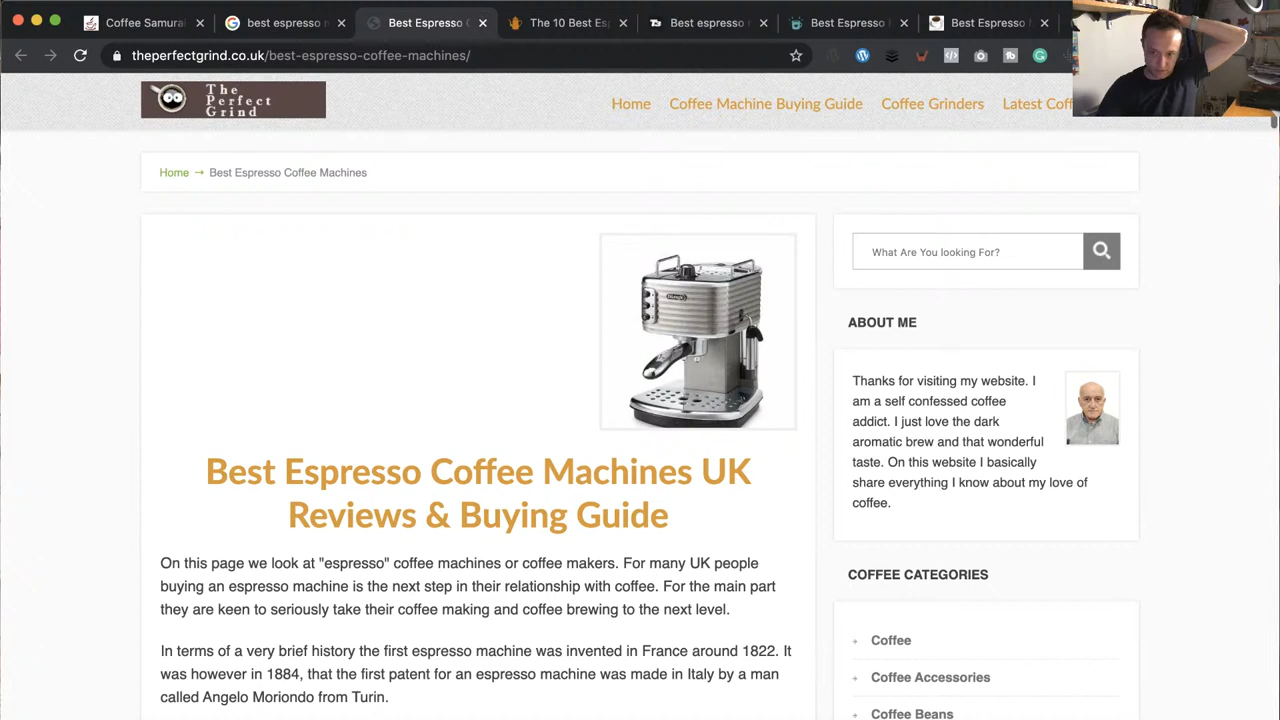 Coffee Samurai
best espresso
Best Espresso
The 10 Best Esp
Best espresso
Best Espresso
Best Espresso
theperfectgrind.co.uk/best-espresso-coffee-machines/
The
Perfect
Grind
Home
Coffee Machine Buying Guide
Coffee Grinders
Latest Coff
Home → Best Espresso Coffee Machines
What Are You looking For?
Best Espresso Coffee Machines UK
Reviews & Buying Guide
On this page we look at "espresso" coffee machines or coffee makers. For many UK people
buying an espresso machine is the next step in their relationship with coffee. For the main part
they are keen to seriously take their coffee making and coffee brewing to the next level.
In terms of a very brief history the first espresso machine was invented in France around 1822. It
was however in 1884, that the first patent for an espresso machine was made in Italy by a man
called Angelo Moriondo from Turin.
ABOUT ME
Thanks for visiting my website. I
am a self confessed coffee
addict. I just love the dark
aromatic brew and that wonderful
taste. On this website I basically
share everything I know about my love of
coffee.
COFFEE CATEGORIES
Coffee
Coffee Accessories
Coffee Beans